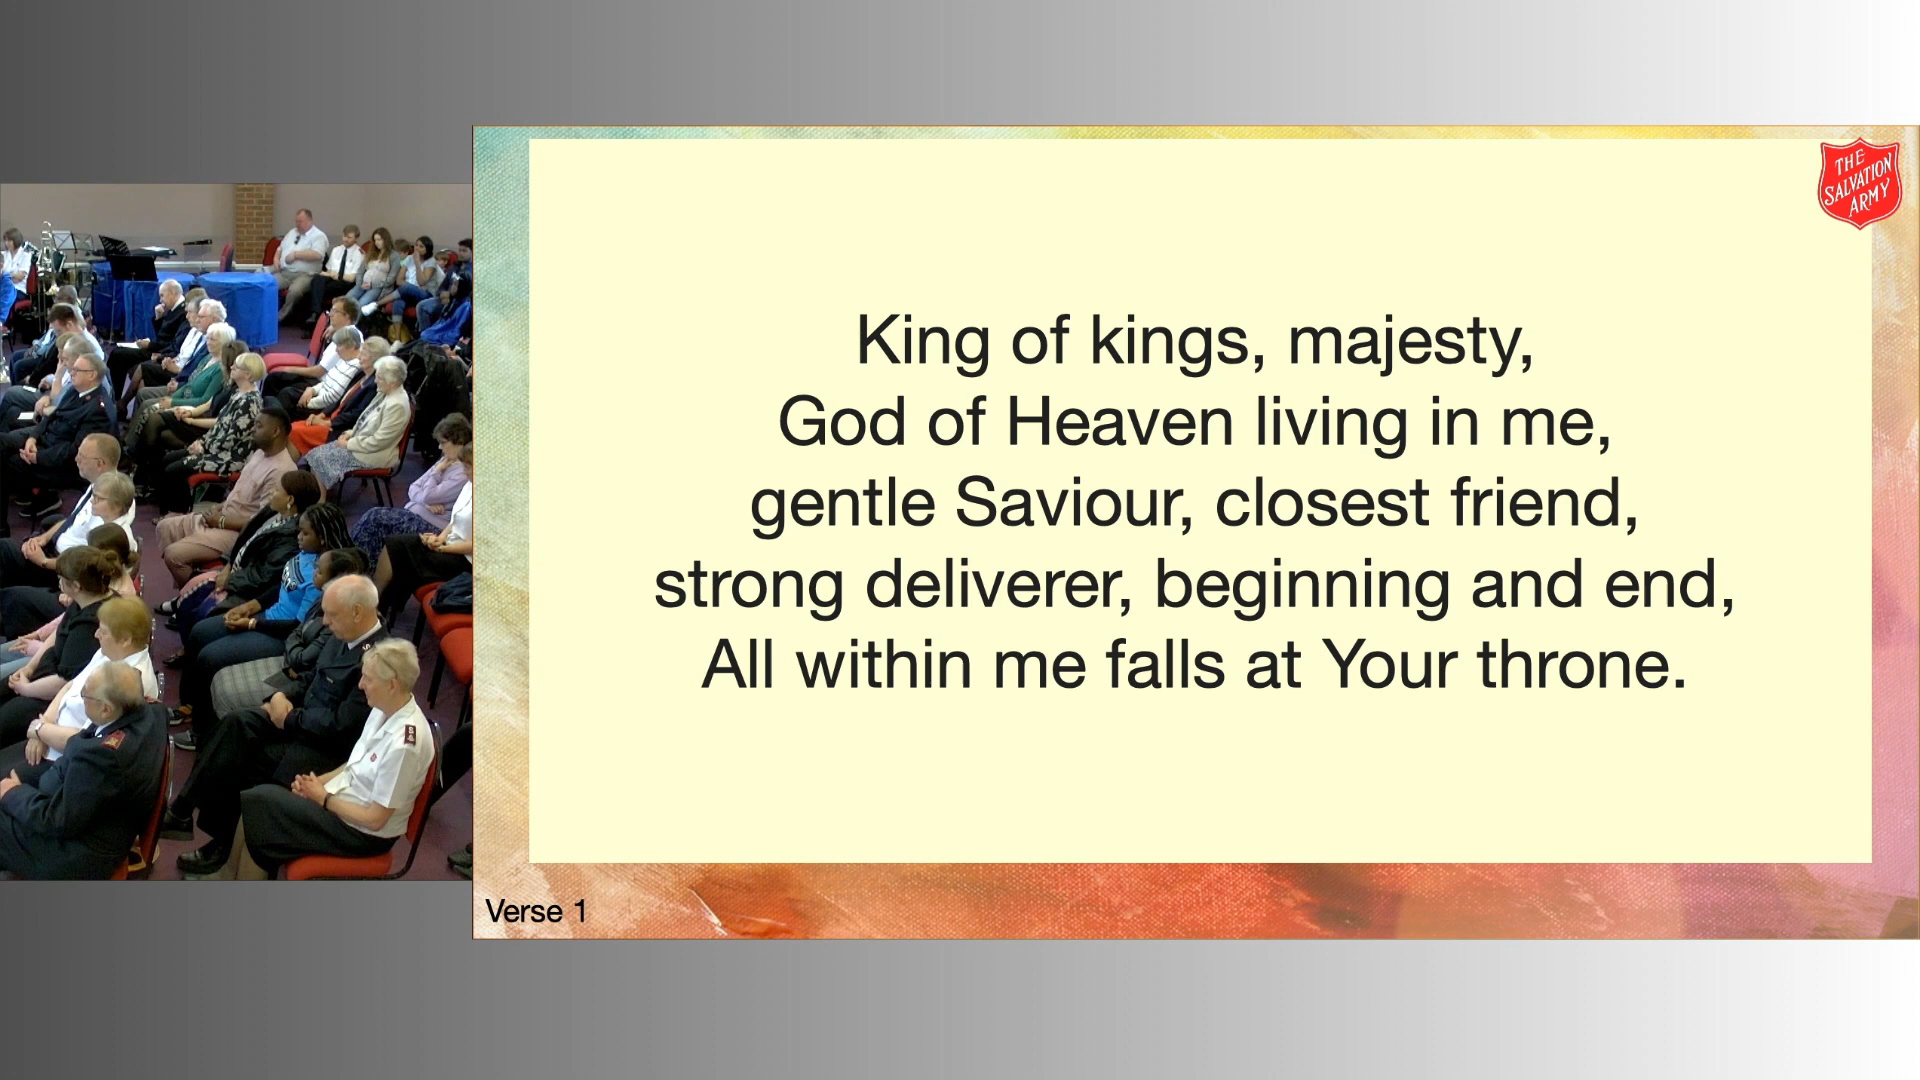 THE
SALVATION
ARMY
King of kings, majesty,
God of Heaven living in me,
gentle Saviour, closest friend,
strong deliverer, beginning and end,
All within me falls at Your throne.
Verse 1